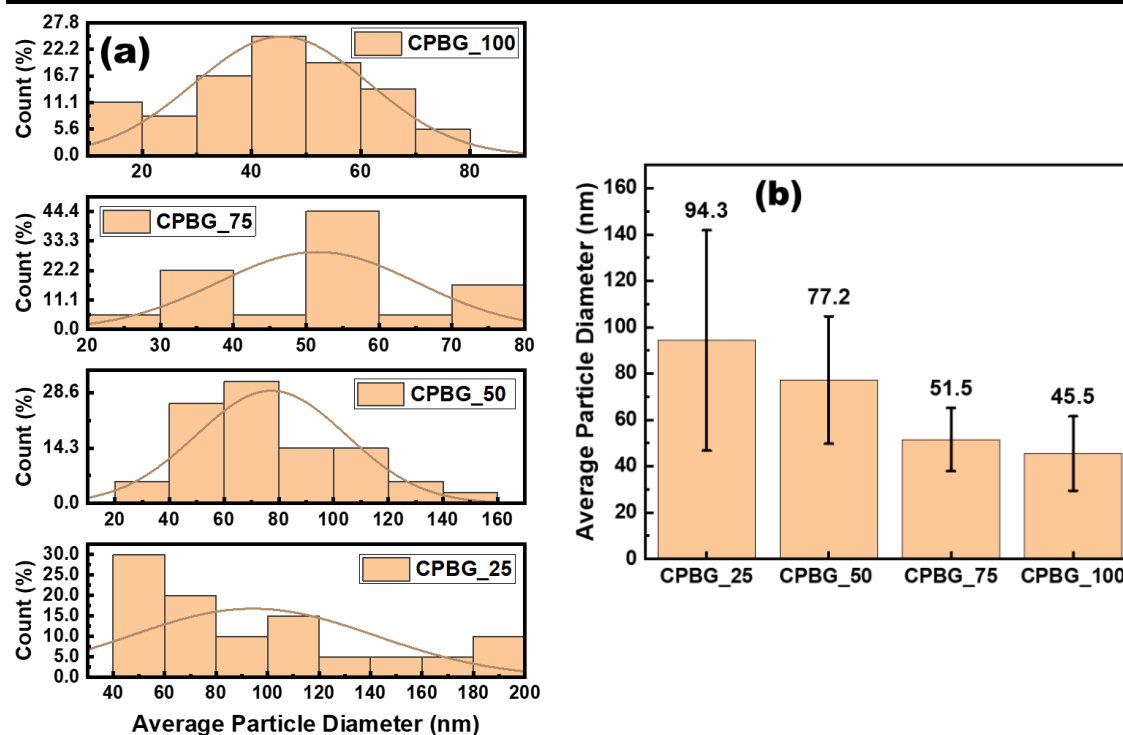 (a)
CPBG_100
Count (%)
27.8
22.2
16.7
11.1
5.6
0.0
20 40 60 80
CPBG_75
Count (%)
44.4
33.3
22.2
11.1
0.0
20 30 40 50 60 70 80
CPBG_50
Count (%)
28.6
14.3
0.0
20 40 60 80 100 120 140 160
CPBG_25
Count (%)
30.0
25.0
20.0
15.0
10.0
5.0
0.0
40 60 80 100 120 140 160 180 200
Average Particle Diameter (nm)
(b)
Average Particle Diameter (nm)
160
140
120
100
80
60
40
20
0
94.3
77.2
51.5
45.5
CPBG_25 CPBG_50 CPBG_75 CPBG_100